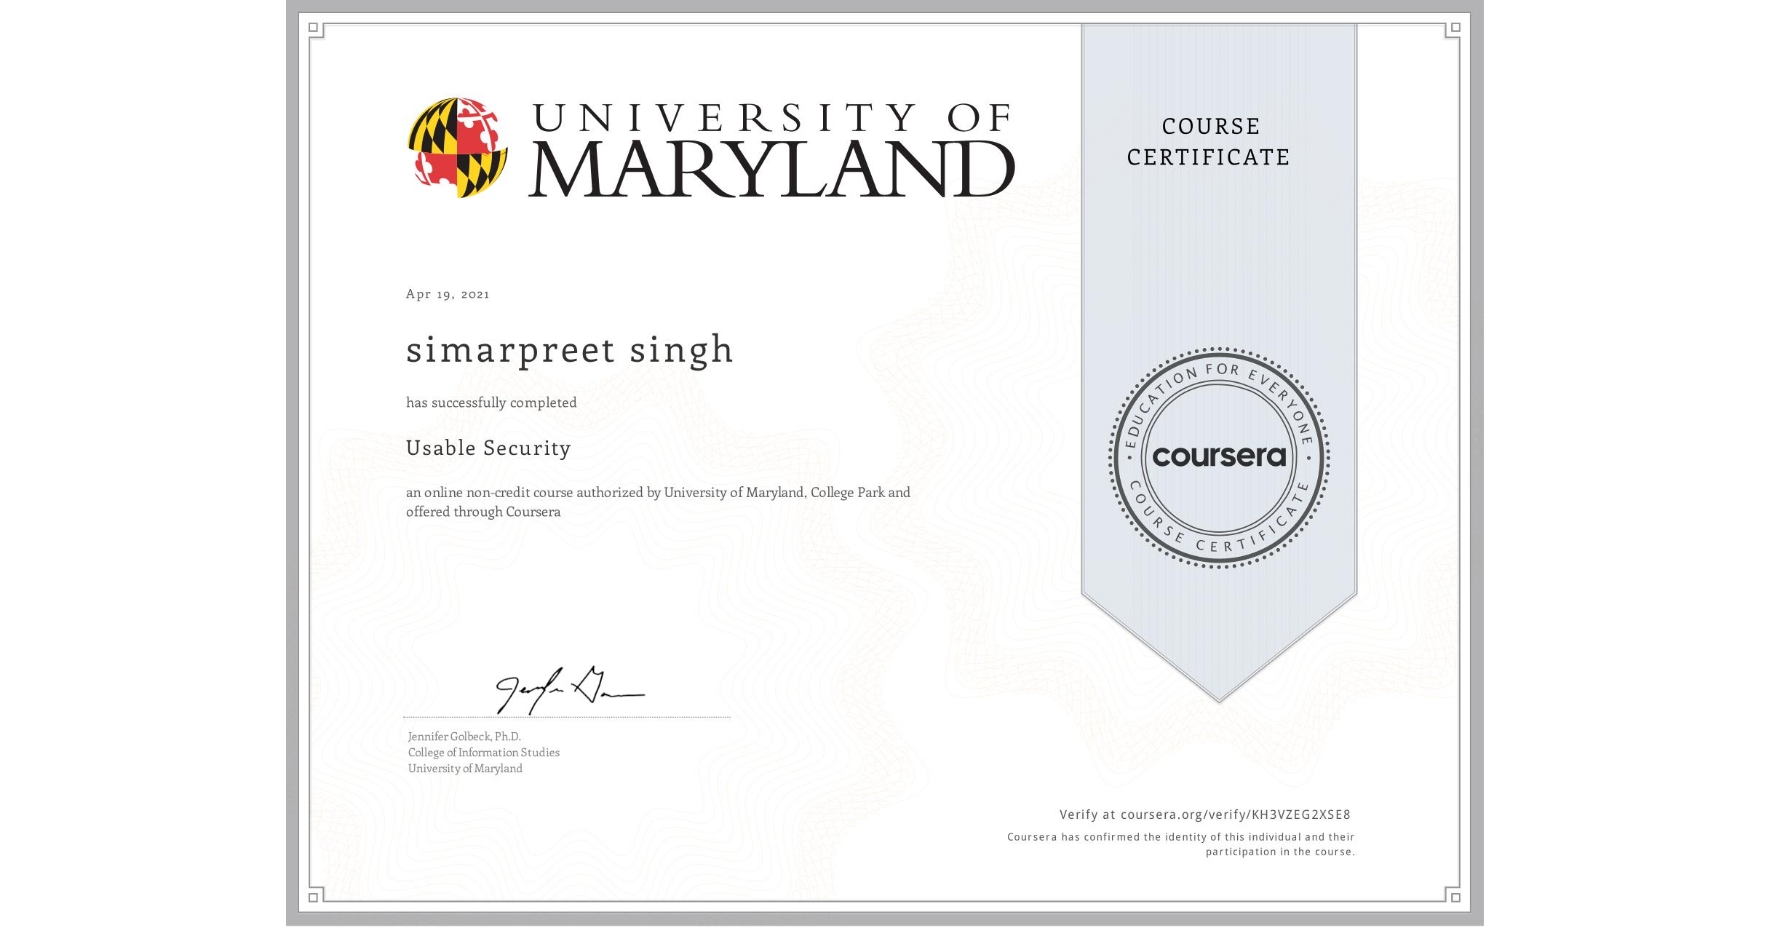 UNIVERSITY OF
MARYLAND
COURSE
CERTIFICATE
Apr 19, 2021
simarpreet singh
has successfully completed
Usable Security
an online non-credit course authorized by University of Maryland, College Park and
offered through Coursera
EDUCATION FOR EVERYONE
coursera
COURSE CERTIFICATE
Jennifer Golbeck, Ph.D.
College of Information Studies
University of Maryland
Verify at coursera.org/verify/KH3VZEG2XSE8
Coursera has confirmed the identity of this individual and their
participation in the course.